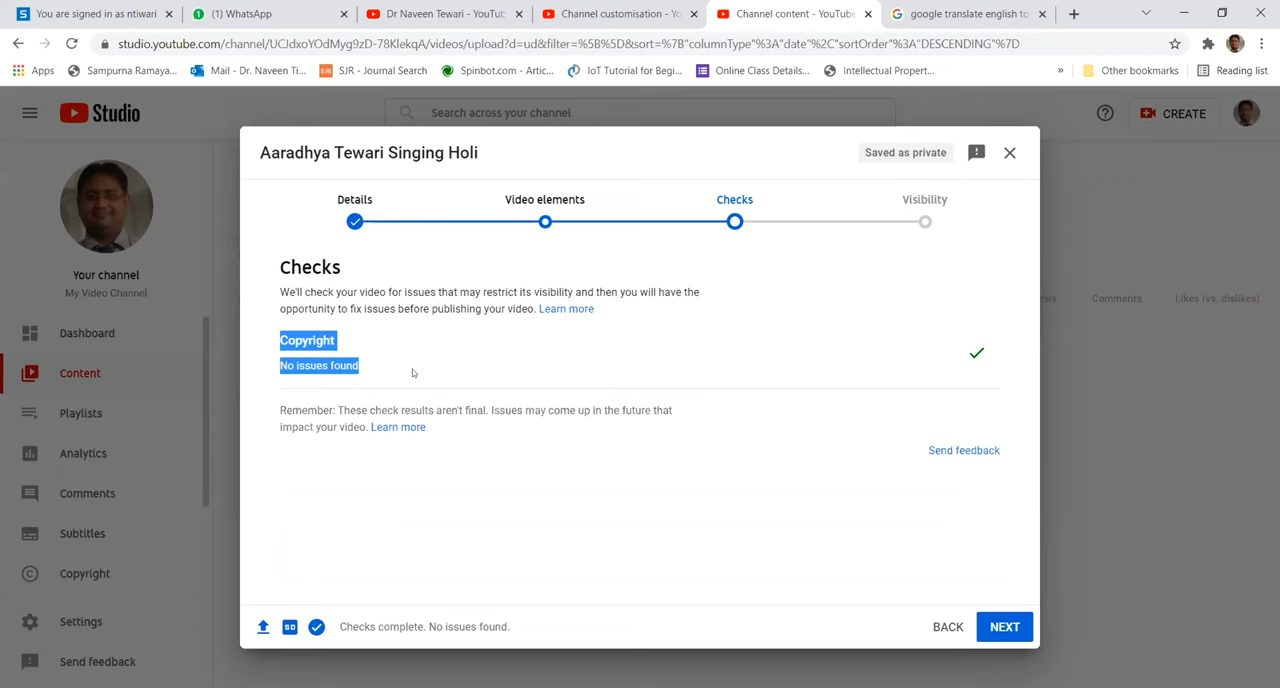 You are signed in as ntiwari
(1) WhatsApp
Dr Naveen Tewari - YouTub
Channel customisation - Yo
Channel content - YouTube
google translate english to
studio.youtube.com/channel/UCJdxoYOdMyg9zD-78KlekqA/videos/upload?d=ud&filter=%5B%5D&sort=%7B"columnType"%3A"date"%2C"sortOrder"%3A"DESCENDING"%7D
Apps
Sampurna Ramaya...
Mail - Dr. Naveen Ti...
SJR
SJR - Journal Search
Spinbot.com - Artic...
IoT Tutorial for Begi...
Online Class Details...
Intellectual Propert...
»
Other bookmarks
Reading list
Studio
Search across your channel
CREATE
Aaradhya Tewari Singing Holi
Saved as private
Details
Video elements
Checks
Visibility
Your channel
My Video Channel
Dashboard
Content
Playlists
Analytics
Comments
Subtitles
Copyright
Settings
Send feedback
Checks
We'll check your video for issues that may restrict its visibility and then you will have the
opportunity to fix issues before publishing your video. Learn more
Copyright
No issues found
Remember: These check results aren't final. Issues may come up in the future that
impact your video. Learn more
Send feedback
Comments
Likes (vs. dislikes)
Checks complete. No issues found.
BACK
NEXT